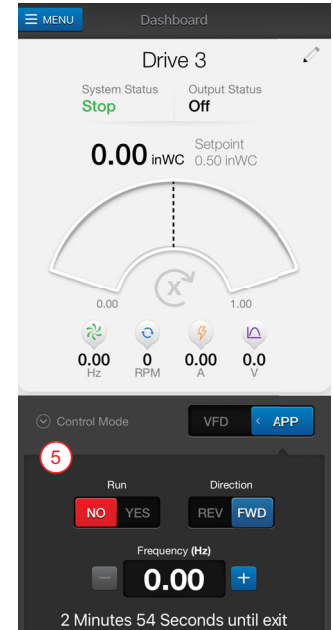 MENU
Dashboard
Drive 3
System Status
Output Status
Stop
Off
0.00 inWC
Setpoint
0.50 inWC
X
0.00
1.00
0.00
0
0.00
0.0
Hz
RPM
A
V
Control Mode
VFD
APP
5
Run
Direction
NO
YES
REV
FWD
Frequency (Hz)
−
0.00
+
2 Minutes 54 Seconds until exit